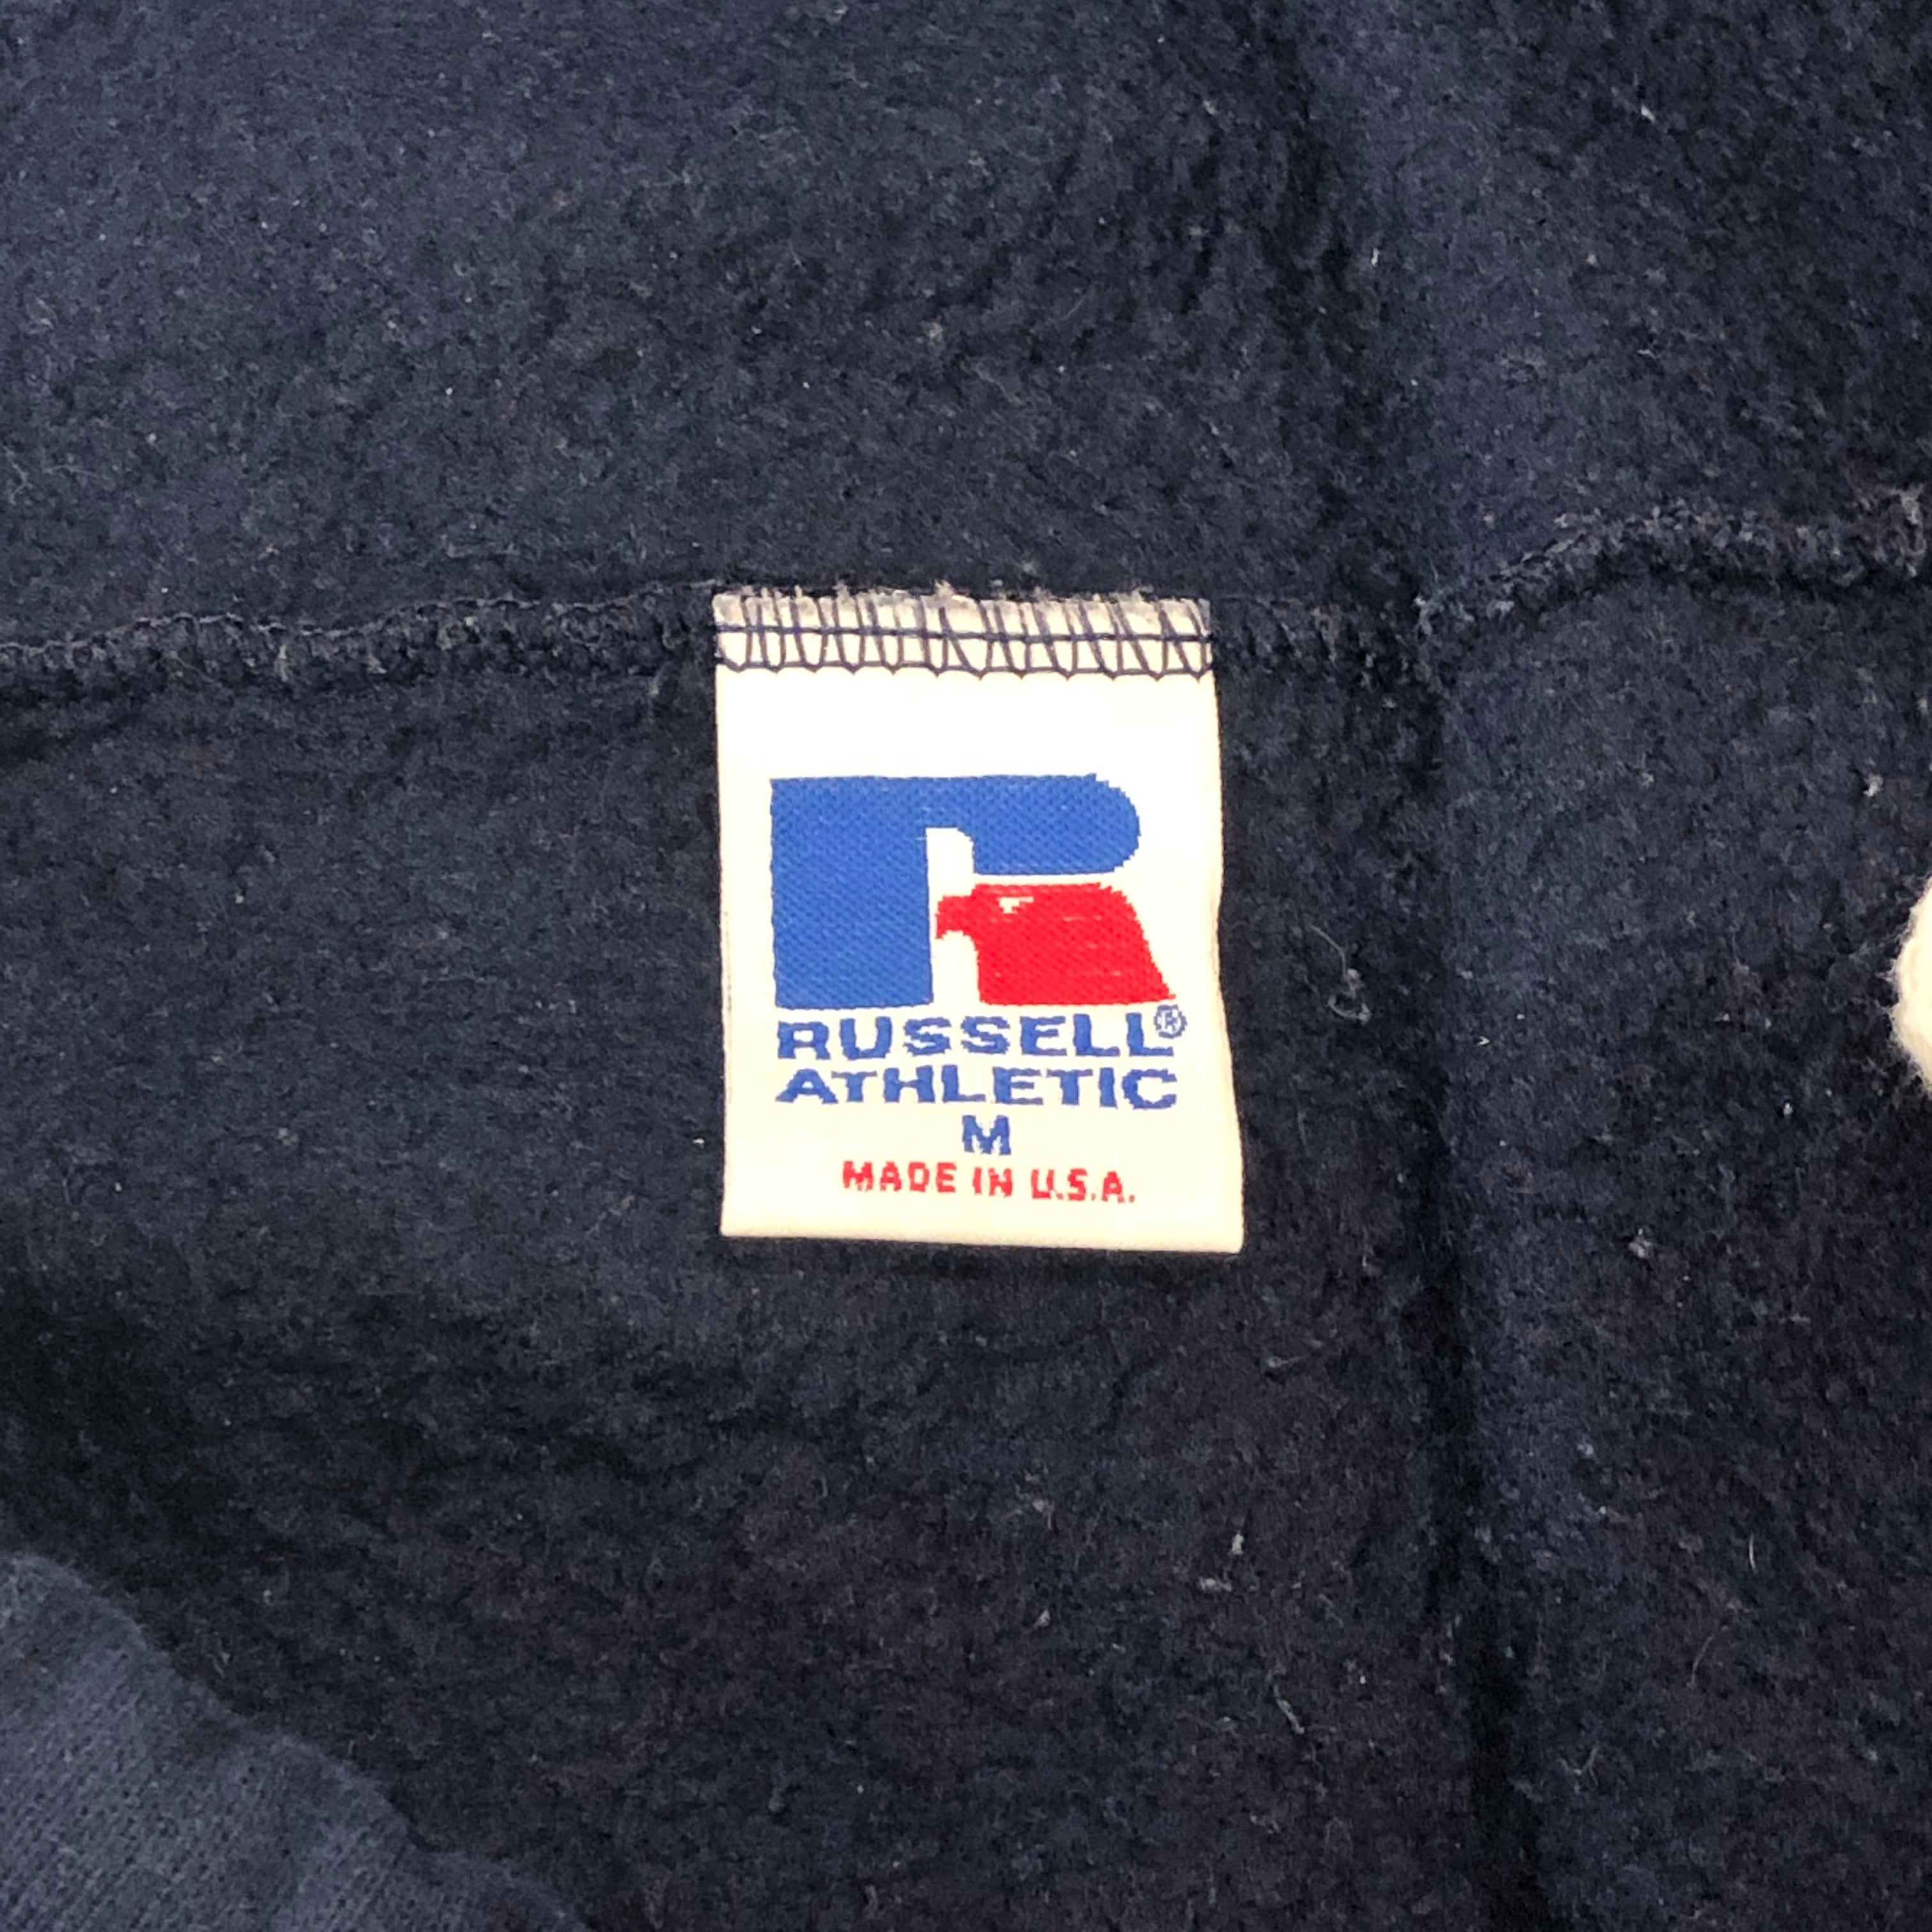 R
RUSSELL®
ATHLETIC
M
MADE IN U.S.A.